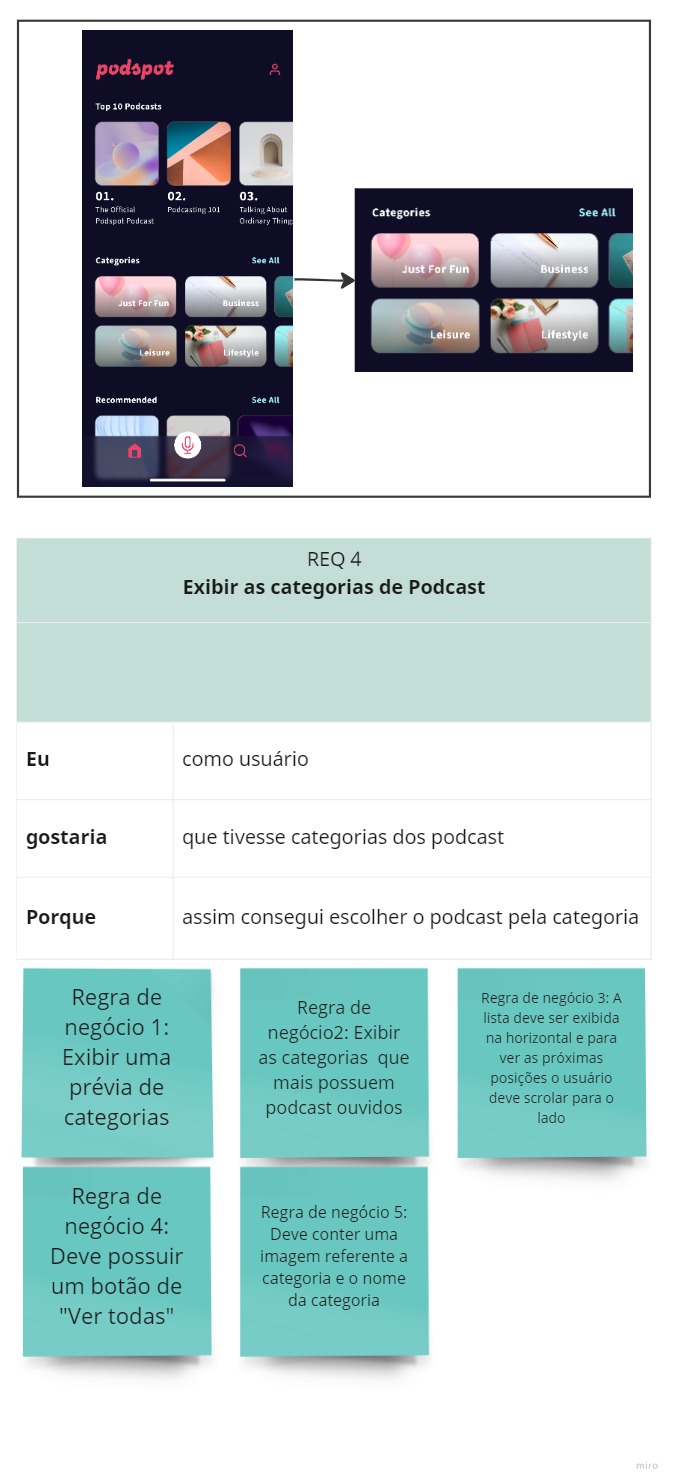 podspot
Top 10 Podcasts
01.
The Official
Podspot Podcast
02.
Podcasting 101
03.
Talking About
Ordinary Things
Categories
See All
Just For Fun
Business
Leisure
Lifestyle
Recommended
See All
Categories
See All
Just For Fun
Business
Leisure
Lifestyle
REQ 4
Exibir as categorias de Podcast
Eu
como usuário
gostaria
que tivesse categorias dos podcast
Porque
assim consegui escolher o podcast pela categoria
Regra de
negócio 1:
Exibir uma
prévia de
categorias
Regra de
negócio2: Exibir
as categorias  que
mais possuem
podcast ouvidos
Regra de negócio 3: A
lista deve ser exibida
na horizontal e para
ver as próximas
posições o usuário
deve scrolar para o
lado
Regra de
negócio 4:
Deve possuir
um botão de
"Ver todas"
Regra de negócio 5:
Deve conter uma
imagem referente a
categoria e o nome
da categoria
miro